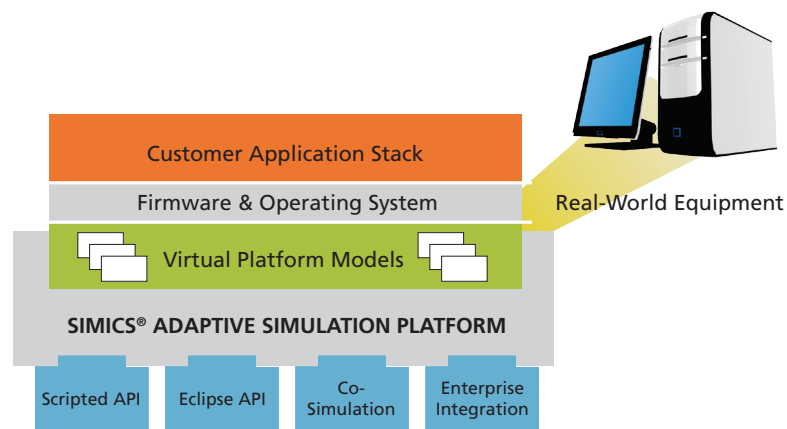 Customer Application Stack
Firmware & Operating System
Real-World Equipment
Virtual Platform Models
SIMICS® ADAPTIVE SIMULATION PLATFORM
Scripted API
Eclipse API
Co-
Simulation
Enterprise
Integration